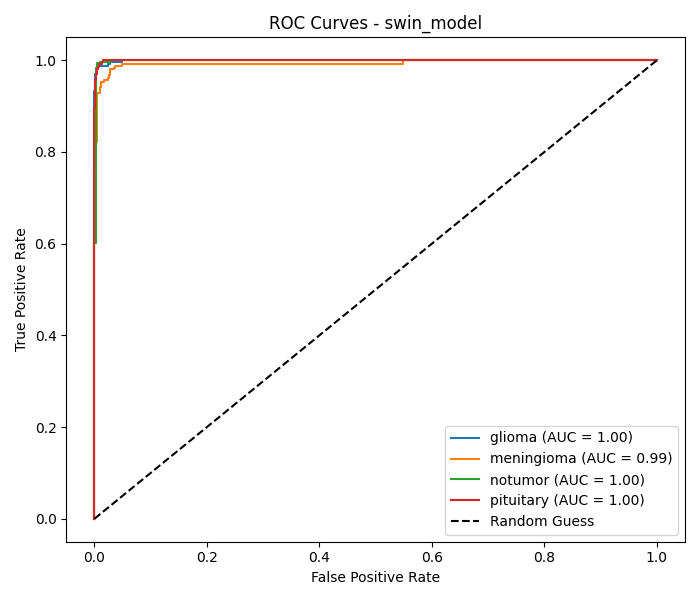 ROC Curves - swin_model
True Positive Rate
1.0
0.8
0.6
0.4
0.2
0.0
0.0 0.2 0.4 0.6 0.8 1.0
False Positive Rate
glioma (AUC = 1.00)
meningioma (AUC = 0.99)
notumor (AUC = 1.00)
pituitary (AUC = 1.00)
Random Guess